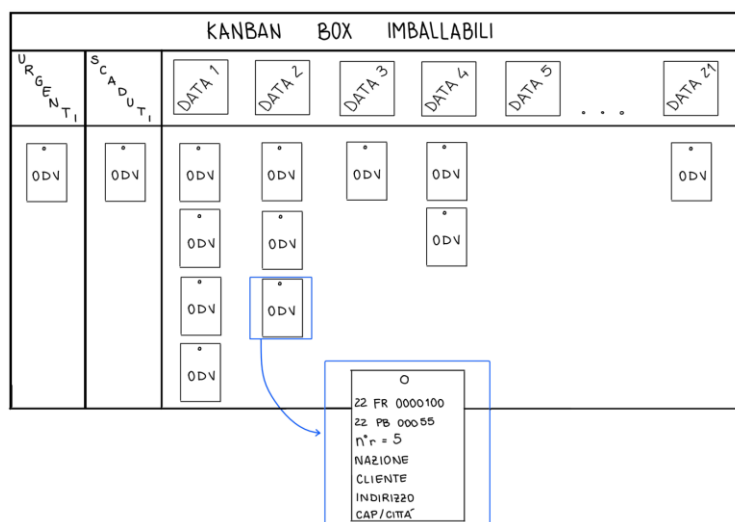 KANBAN BOX IMBALLABILI
URGENTI SCADUTI DATA 1 DATA 2 DATA 3 DATA 4 DATA 5 ... DATA 21
ODV ODV ODV ODV ODV ODV ODV
ODV ODV ODV
ODV ODV
ODV
22 FR 0000100
22 PB 00055
n°r = 5
NAZIONE
CLIENTE
INDIRIZZO
CAP/CITTÀ